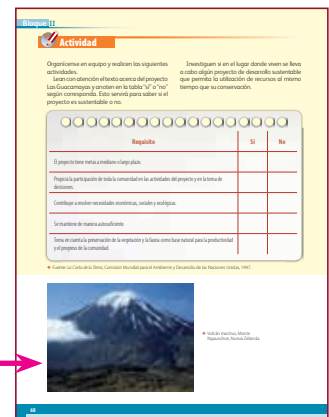 Bloque II
Actividad
Organícense en equipo y realicen las siguientes
actividades.
Lean con atención el texto acerca del proyecto
Las Guacamayas y anoten en la tabla "sí" o "no"
según corresponda. Esto servirá para saber si el
proyecto es sustentable o no.
Investiguen si en el lugar donde viven se lleva
a cabo algún proyecto de desarrollo sustentable
que permita la utilización de recursos al mismo
tiempo que su conservación.
Requisito Sí No
El proyecto tiene metas a mediano o largo plazo.
Propicia la participación de toda la comunidad en las actividades del proyecto y en la toma de
decisiones.
Contribuye a resolver necesidades económicas, sociales y ecológicas.
Se mantiene de manera autosuficiente.
Toma en cuenta la preservación de la vegetación y la fauna como base natural para la productividad
y el progreso de la comunidad.
Fuente: La Carta de la Tierra, Comisión Mundial para el Ambiente y Desarrollo de las Naciones Unidas, 1997.
Volcán inactivo, Monte
Ngauruhoe, Nueva Zelanda.
68